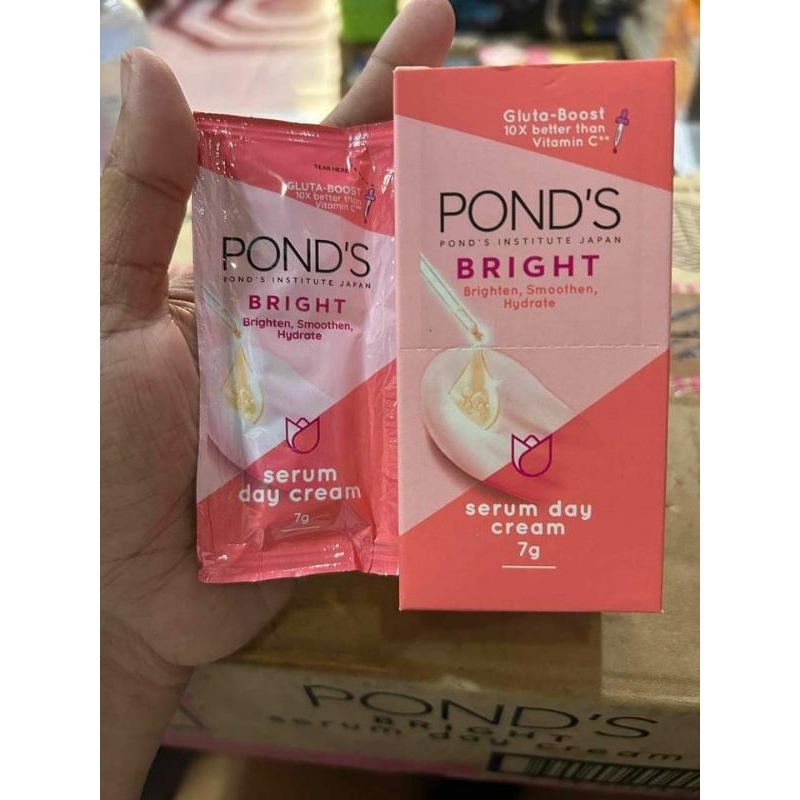 TEAR HERE
GLUTA-BOOST
10X better than
Vitamin C**
POND'S
POND'S INSTITUTE JAPAN
BRIGHT
Brighten, Smoothen,
Hydrate
serum
day cream
7g
Gluta-Boost
10X better than
Vitamin C**
POND'S
POND'S INSTITUTE JAPAN
BRIGHT
Brighten, Smoothen,
Hydrate
serum day
cream
7g
POND'S
BRIGHT
serum day cream